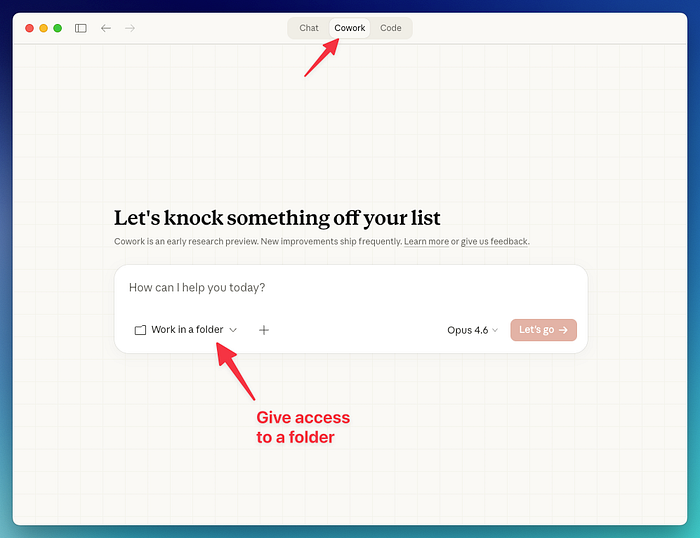 Chat Cowork Code
Let's knock something off your list
Cowork is an early research preview. New improvements ship frequently. Learn more or give us feedback.
How can I help you today?
Work in a folder
Opus 4.6
Let's go →
Give access
to a folder